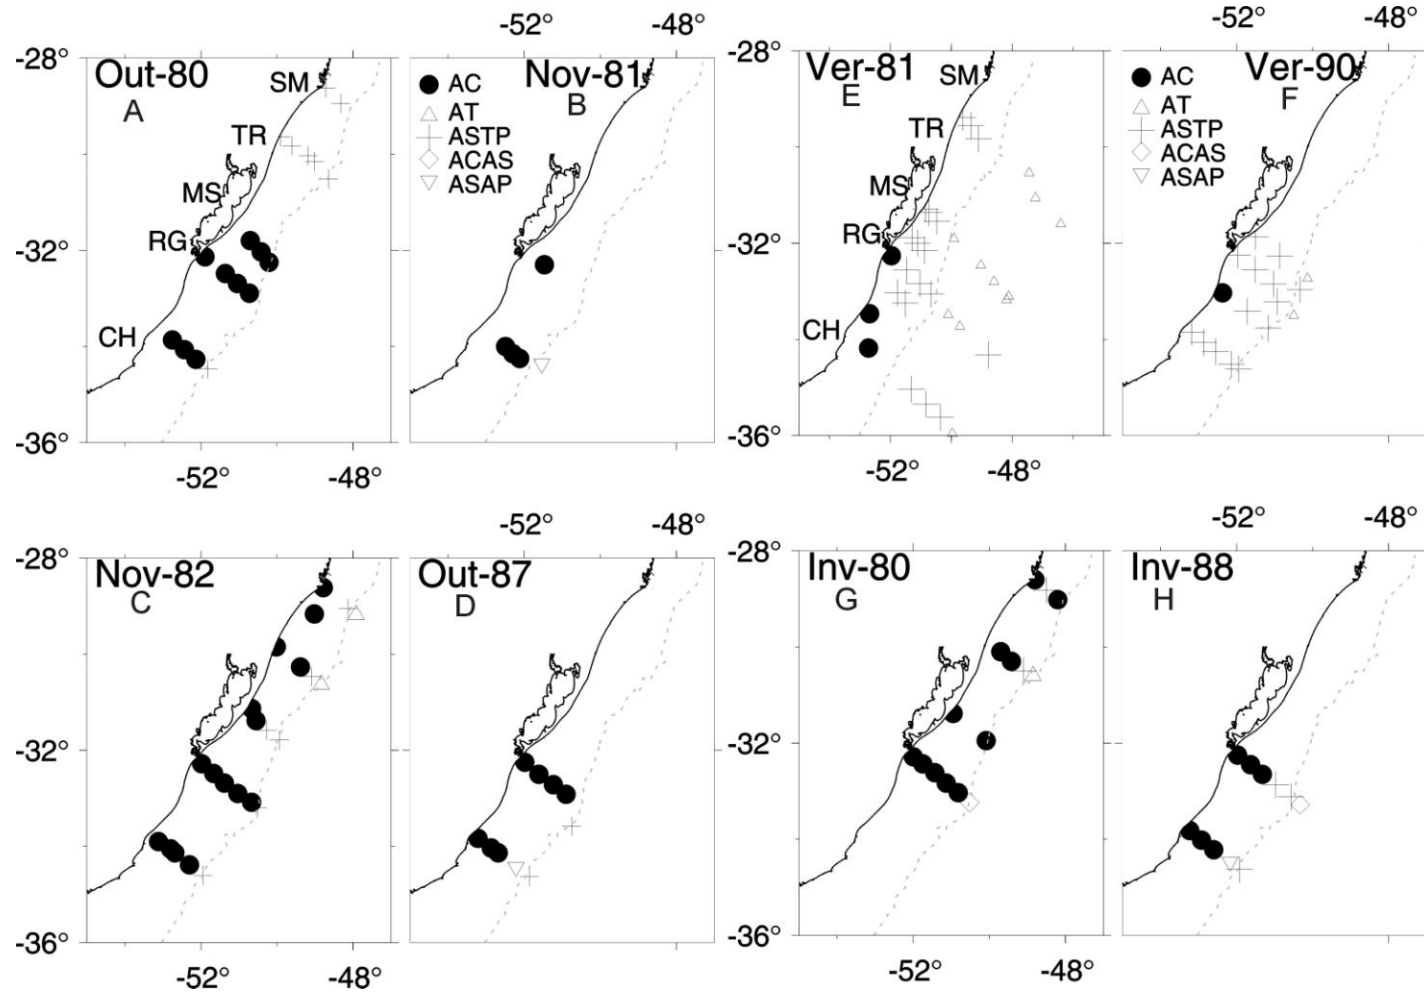 -52° -48°
-52° -48°
-28° Out-80 SM Nov-81
A B
AC
AT
ASTP
ACAS
ASAP
TR
MS
-32° RG
CH
-36°
-52° -48°
-28° Ver-81 SM Ver-90
E F
AC
AT
ASTP
ACAS
ASAP
TR
MS
-32° RG
CH
-36°
-52° -48°
-52° -48°
-28° Nov-82 Out-87
C D
-32°
-36°
-52° -48°
-52° -48°
-28° Inv-80 Inv-88
G H
-32°
-36°
-52° -48°